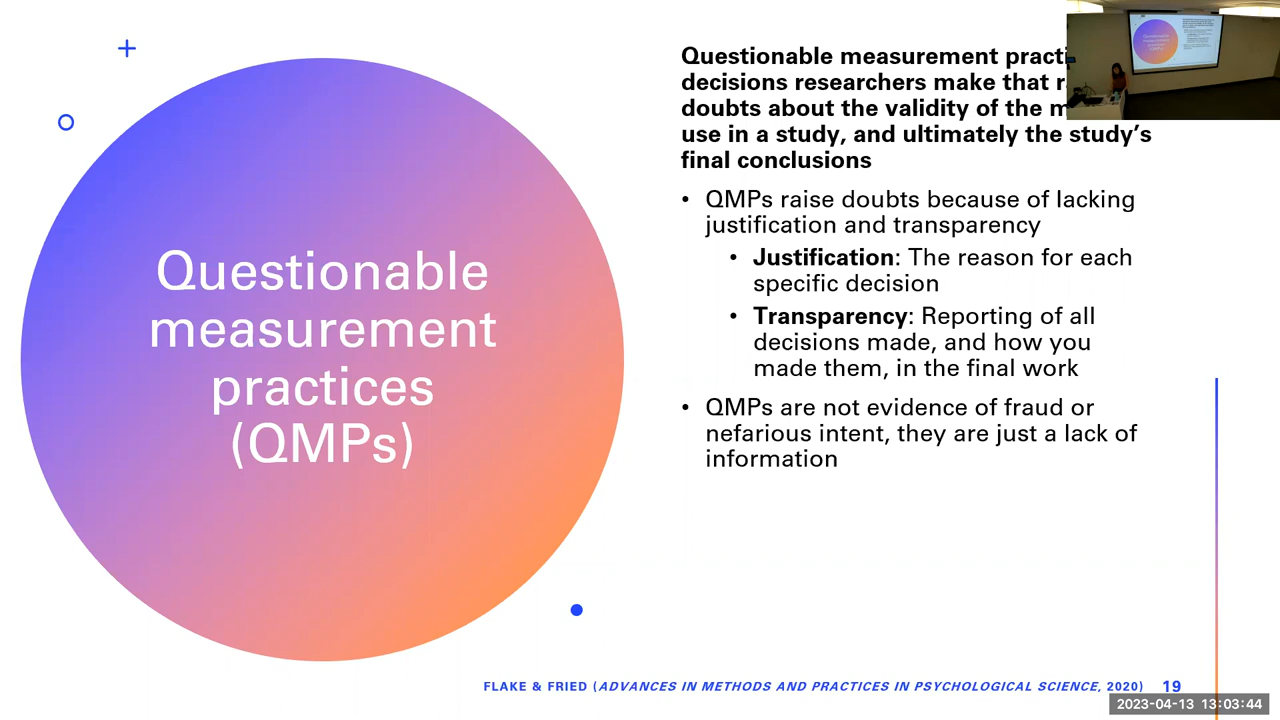 Questionable
measurement
practices
(QMPs)
Questionable measurement
decisions researchers make that
doubts about the validity of the
use in a study, and ultimately the study's
final conclusions
• QMPs raise doubts because of lacking
justification and transparency
• Justification: The reason for each
specific decision
• Transparency: Reporting of all
decisions made, and how you
made them, in the final work
• QMPs are not evidence of fraud or
nefarious intent, they are just a lack of
information
FLAKE & FRIED (ADVANCES IN METHODS AND PRACTICES IN PSYCHOLOGICAL SCIENCE, 2020) 19
2023-04-13 13:03:44